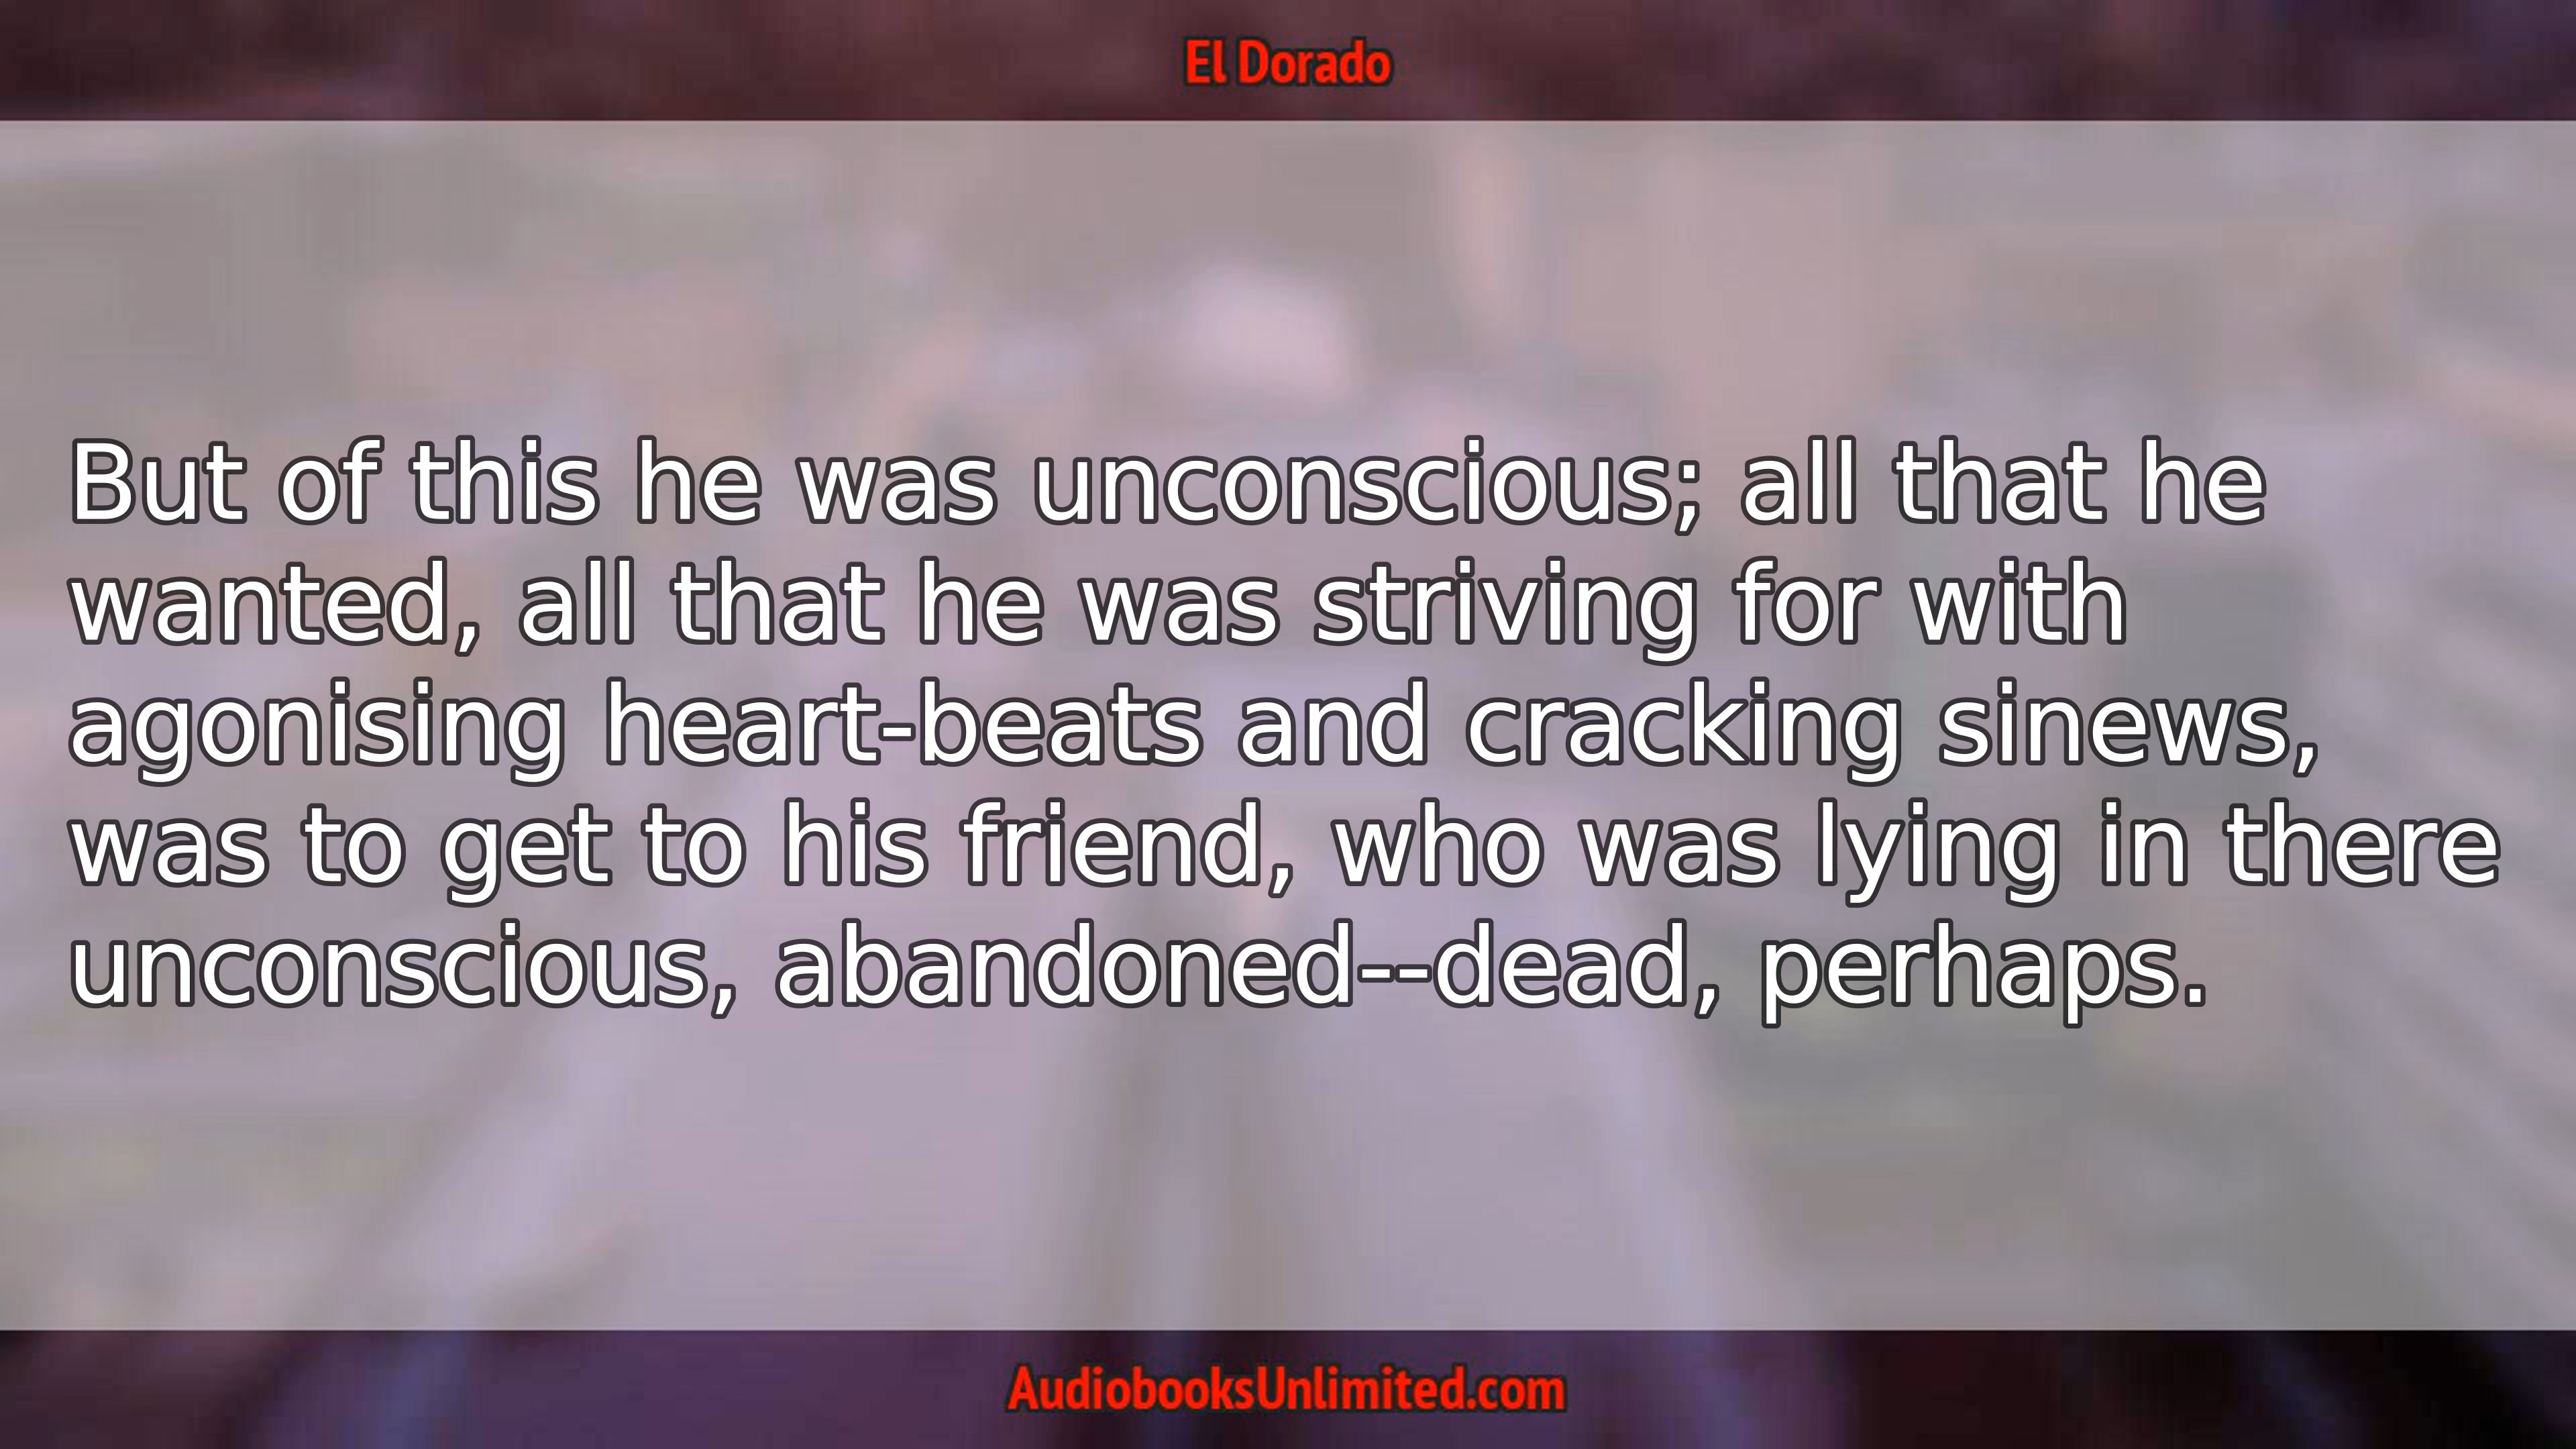 El Dorado
But of this he was unconscious; all that he
wanted, all that he was striving for with
agonising heart-beats and cracking sinews,
was to get to his friend, who was lying in there
unconscious, abandoned--dead, perhaps.
AudiobooksUnlimited.com